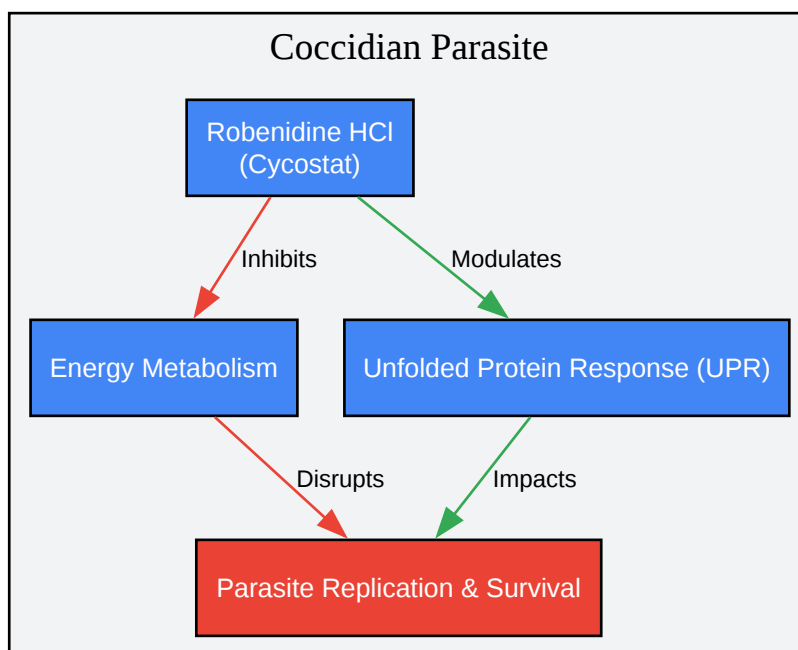 Coccidian Parasite
Robenidine HCl
(Cycostat)
Inhibits
Modulates
Energy Metabolism
Unfolded Protein Response (UPR)
Disrupts
Impacts
Parasite Replication & Survival